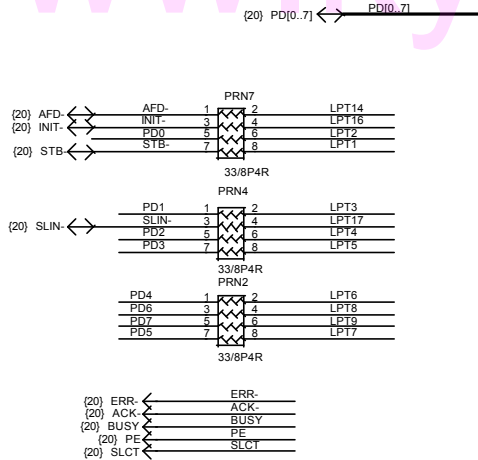 {20} PD[0..7] PD[0..7]
PRN7
{20} AFD- AFD- 1 2 LPT14
{20} INIT- INIT- 3 4 LPT16
PD0 5 6 LPT2
{20} STB- STB- 7 8 LPT1
33/8P4R
PRN4
PD1 1 2 LPT3
{20} SLIN- SLIN- 3 4 LPT17
PD2 5 6 LPT4
PD3 7 8 LPT5
33/8P4R
PRN2
PD4 1 2 LPT6
PD6 3 4 LPT8
PD7 5 6 LPT9
PD5 7 8 LPT7
33/8P4R
{20} ERR- ERR-
{20} ACK- ACK-
{20} BUSY BUSY
{20} PE PE
{20} SLCT SLCT